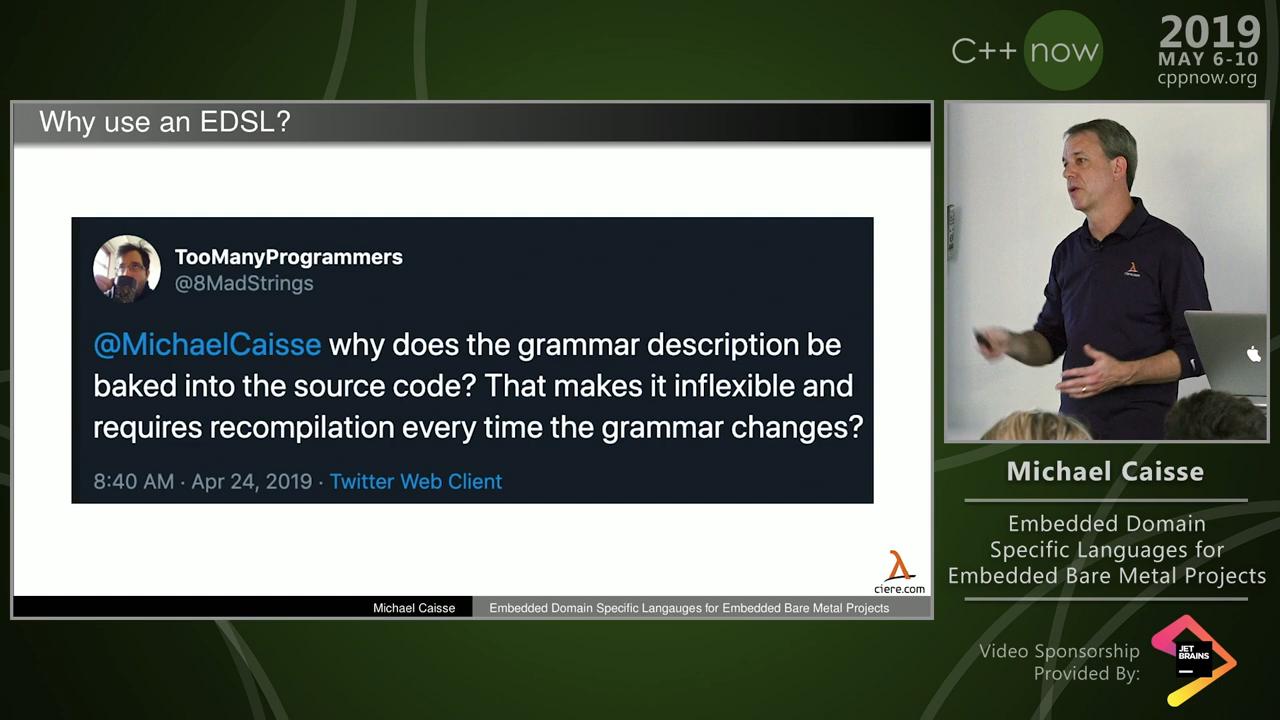 C++ now
2019
MAY 6-10
cppnow.org
Why use an EDSL?
TooManyProgrammers
@8MadStrings
@MichaelCaisse why does the grammar description be
baked into the source code? That makes it inflexible and
requires recompilation every time the grammar changes?
8:40 AM · Apr 24, 2019 · Twitter Web Client
λ
ciere.com
Michael Caisse
Embedded Domain Specific Langauges for Embedded Bare Metal Projects
Michael Caisse
Embedded Domain
Specific Languages for
Embedded Bare Metal Projects
Video Sponsorship
Provided By:
JET
BRAINS